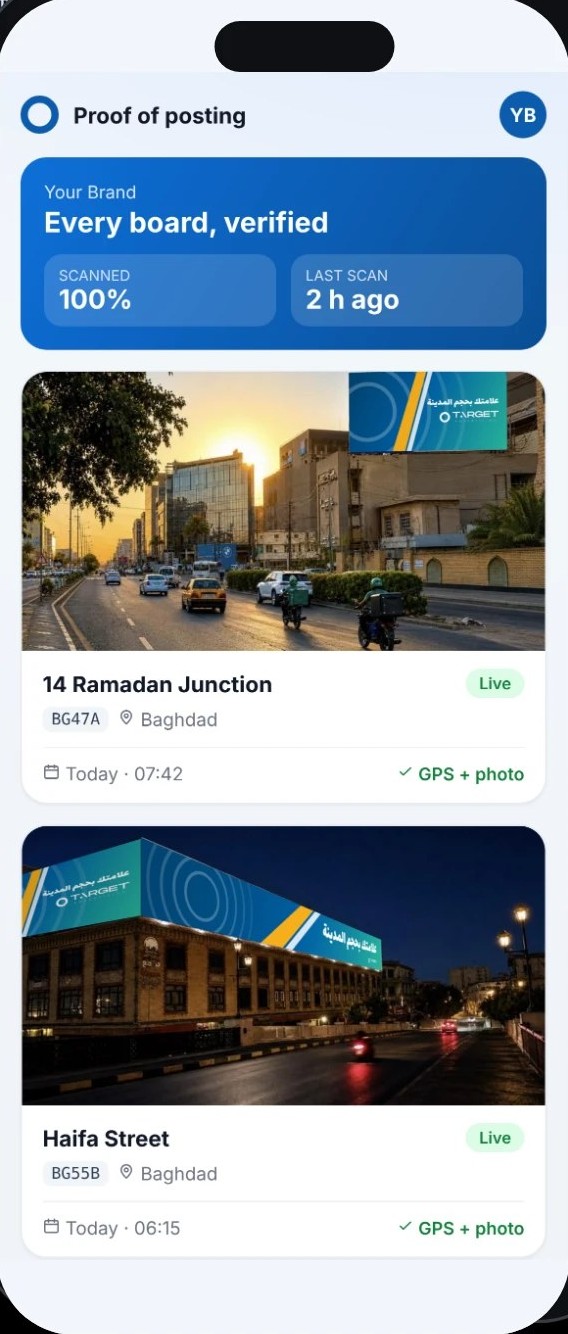 Proof of posting
YB
Your Brand
Every board, verified
SCANNED
100%
LAST SCAN
2 h ago
علامتك بحجم المدينة
TARGET
14 Ramadan Junction
Live
BG47A
Baghdad
Today · 07:42
GPS + photo
علامتك بحجم المدينة
TARGET
علامتك بحجم المدينة
Haifa Street
Live
BG55B
Baghdad
Today · 06:15
GPS + photo